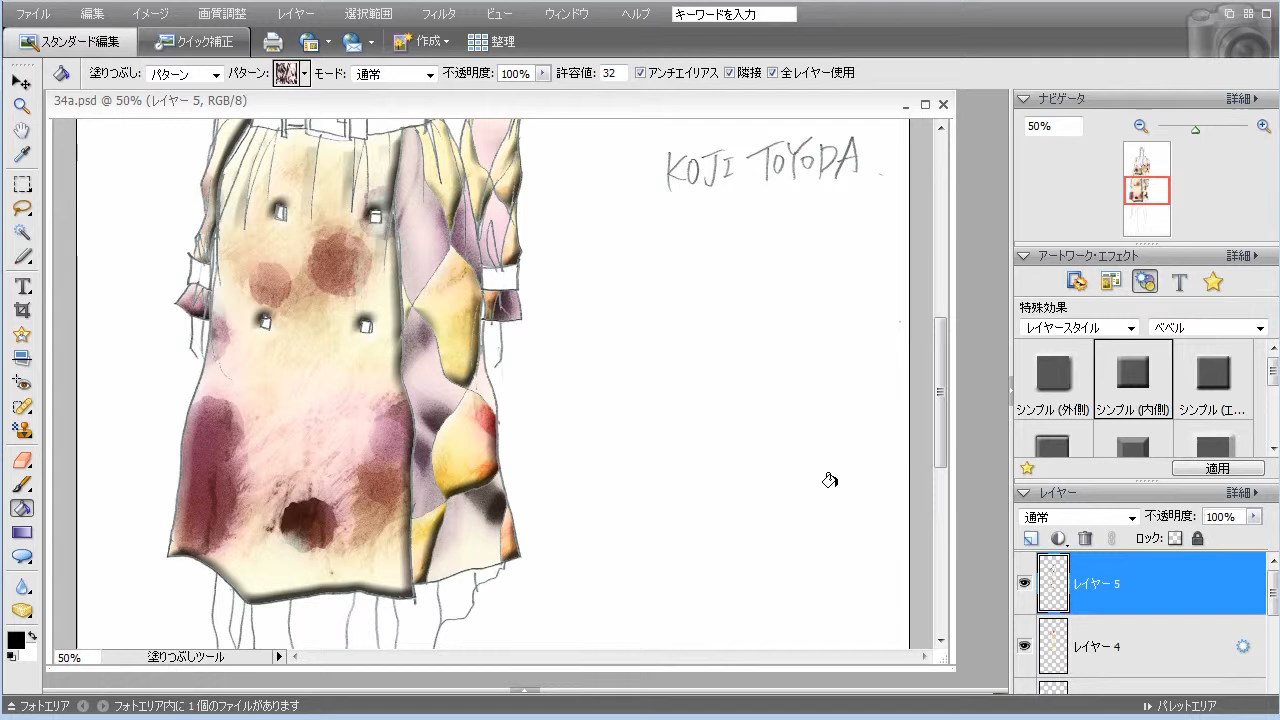 ファイル 編集 イメージ 画質調整 レイヤー 選択範囲 フィルタ ビュー ウィンドウ ヘルプ キーワードを入力
スタンダード編集 クイック補正 作成 整理
塗りつぶし: パターン パターン: モード: 通常 不透明度: 100% 許容値: 32 アンチエイリアス 隣接 全レイヤー使用
34a.psd @ 50% (レイヤー 5, RGB/8)
KOJI TOYODA
50% 塗りつぶしツール
ナビゲータ 詳細
50%
アートワーク・エフェクト 詳細
特殊効果
レイヤースタイル ベベル
シンプル (外側) シンプル (内側) シンプル (エ...
適用
レイヤー 詳細
通常 不透明度: 100%
ロック:
レイヤー 5
レイヤー 4
フォトエリア フォトエリア内に 1 個のファイルがあります パレットエリア